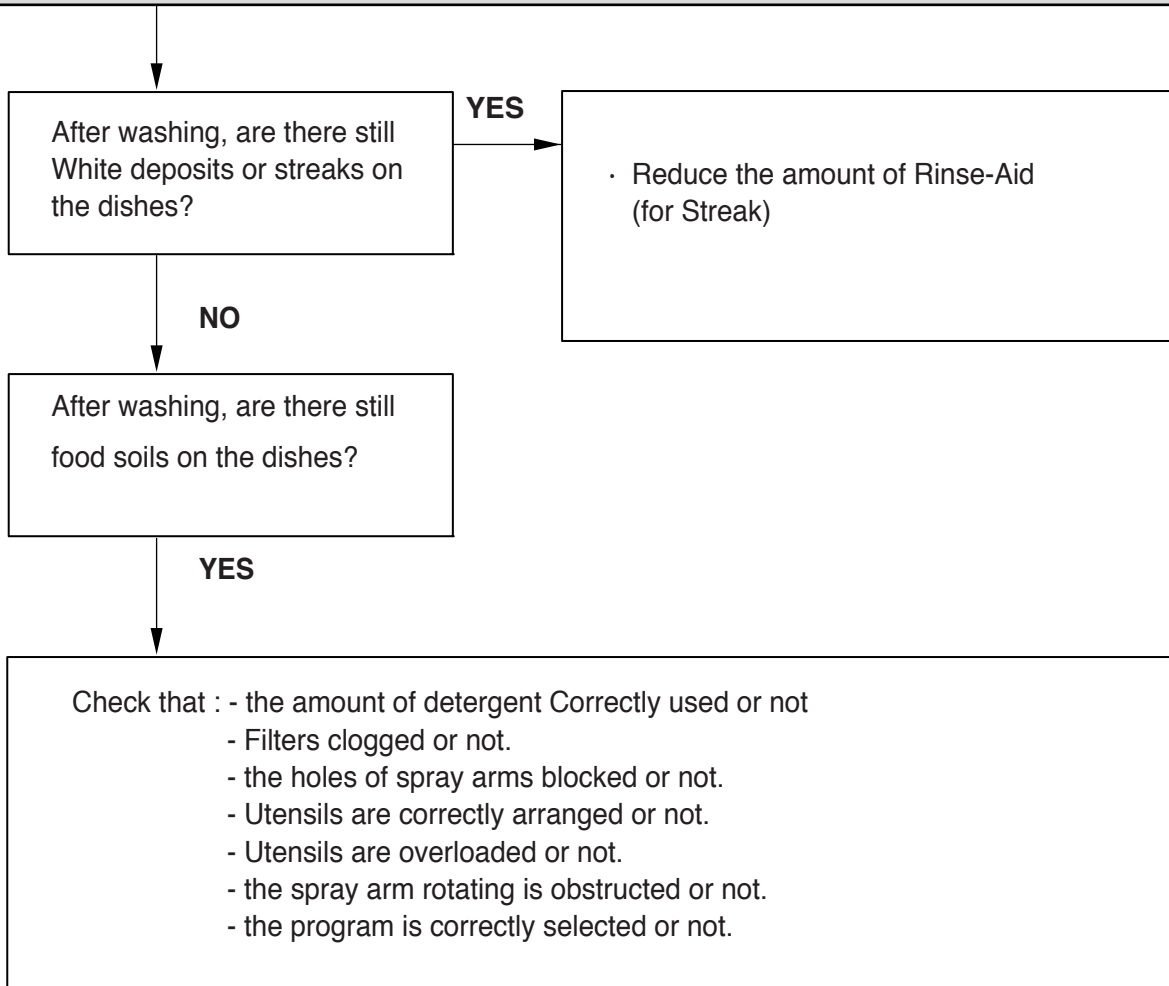 After washing, are there still
White deposits or streaks on
the dishes?
YES
· Reduce the amount of Rinse-Aid
(for Streak)
NO
After washing, are there still
food soils on the dishes?
YES
Check that : - the amount of detergent Correctly used or not
- Filters clogged or not.
- the holes of spray arms blocked or not.
- Utensils are correctly arranged or not.
- Utensils are overloaded or not.
- the spray arm rotating is obstructed or not.
- the program is correctly selected or not.